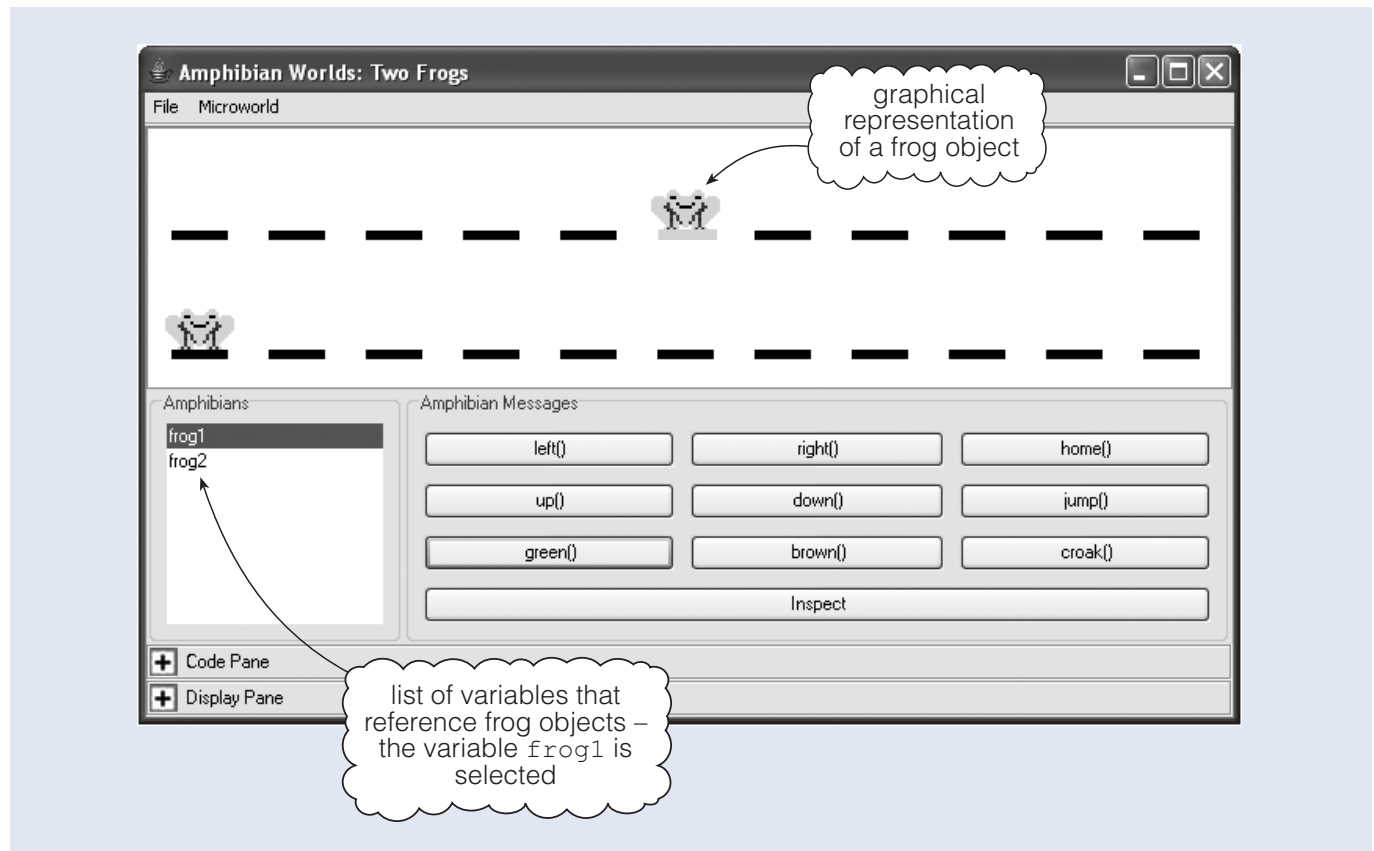 Amphibian Worlds: Two Frogs
File Microworld
graphical
representation
of a frog object
Amphibians
frog1
frog2
Amphibian Messages
left() right() home()
up() down() jump()
green() brown() croak()
Inspect
Code Pane
Display Pane
list of variables that
reference frog objects –
the variable frog1 is
selected